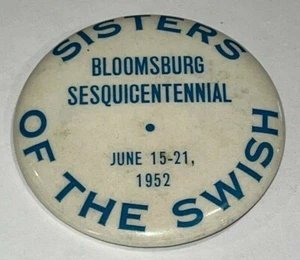 SISTERS
BLOOMSBURG
SESQUICENTENNIAL
JUNE 15-21,
1952
OF THE SWISH